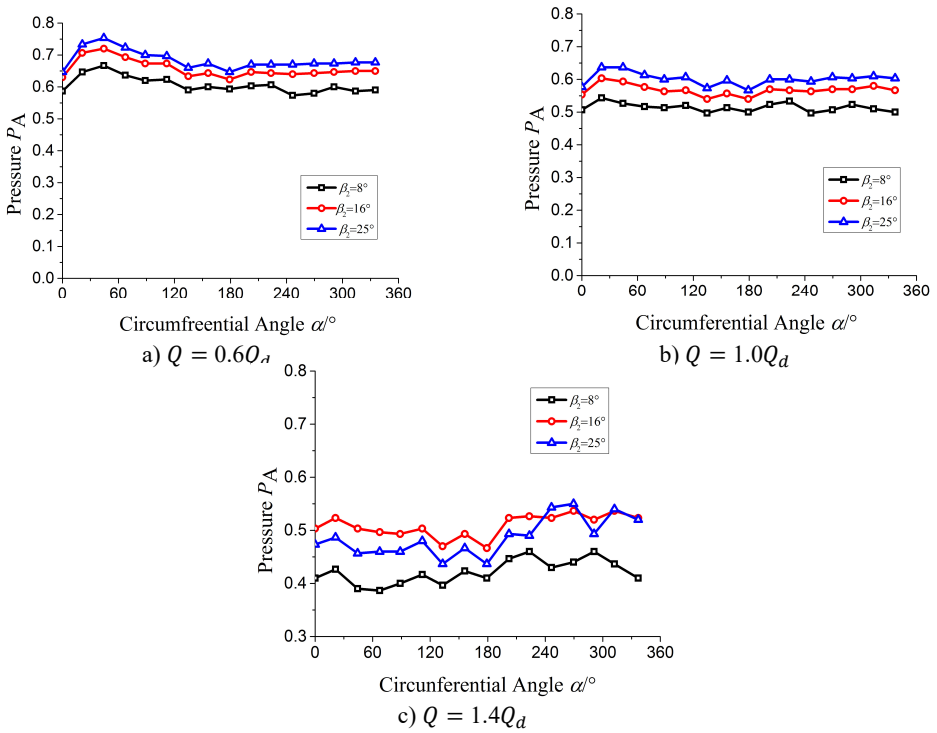 0.8
0.7
0.6
0.5
0.4
0.3
0.2
0.1
0.0
Pressure PA
β2=8°
β2=16°
β2=25°
0 60 120 180 240 300 360
Circumfreential Angle α/°
a) Q = 0.6Qd
0.8
0.7
0.6
0.5
0.4
0.3
0.2
0.1
0.0
Pressure PA
β2=8°
β2=16°
β2=25°
0 60 120 180 240 300 360
Circumferential Angle α/°
b) Q = 1.0Qd
0.8
0.7
0.6
0.5
0.4
0.3
Pressure PA
β2=8°
β2=16°
β2=25°
0 60 120 180 240 300 360
Circunferential Angle α/°
c) Q = 1.4Qd